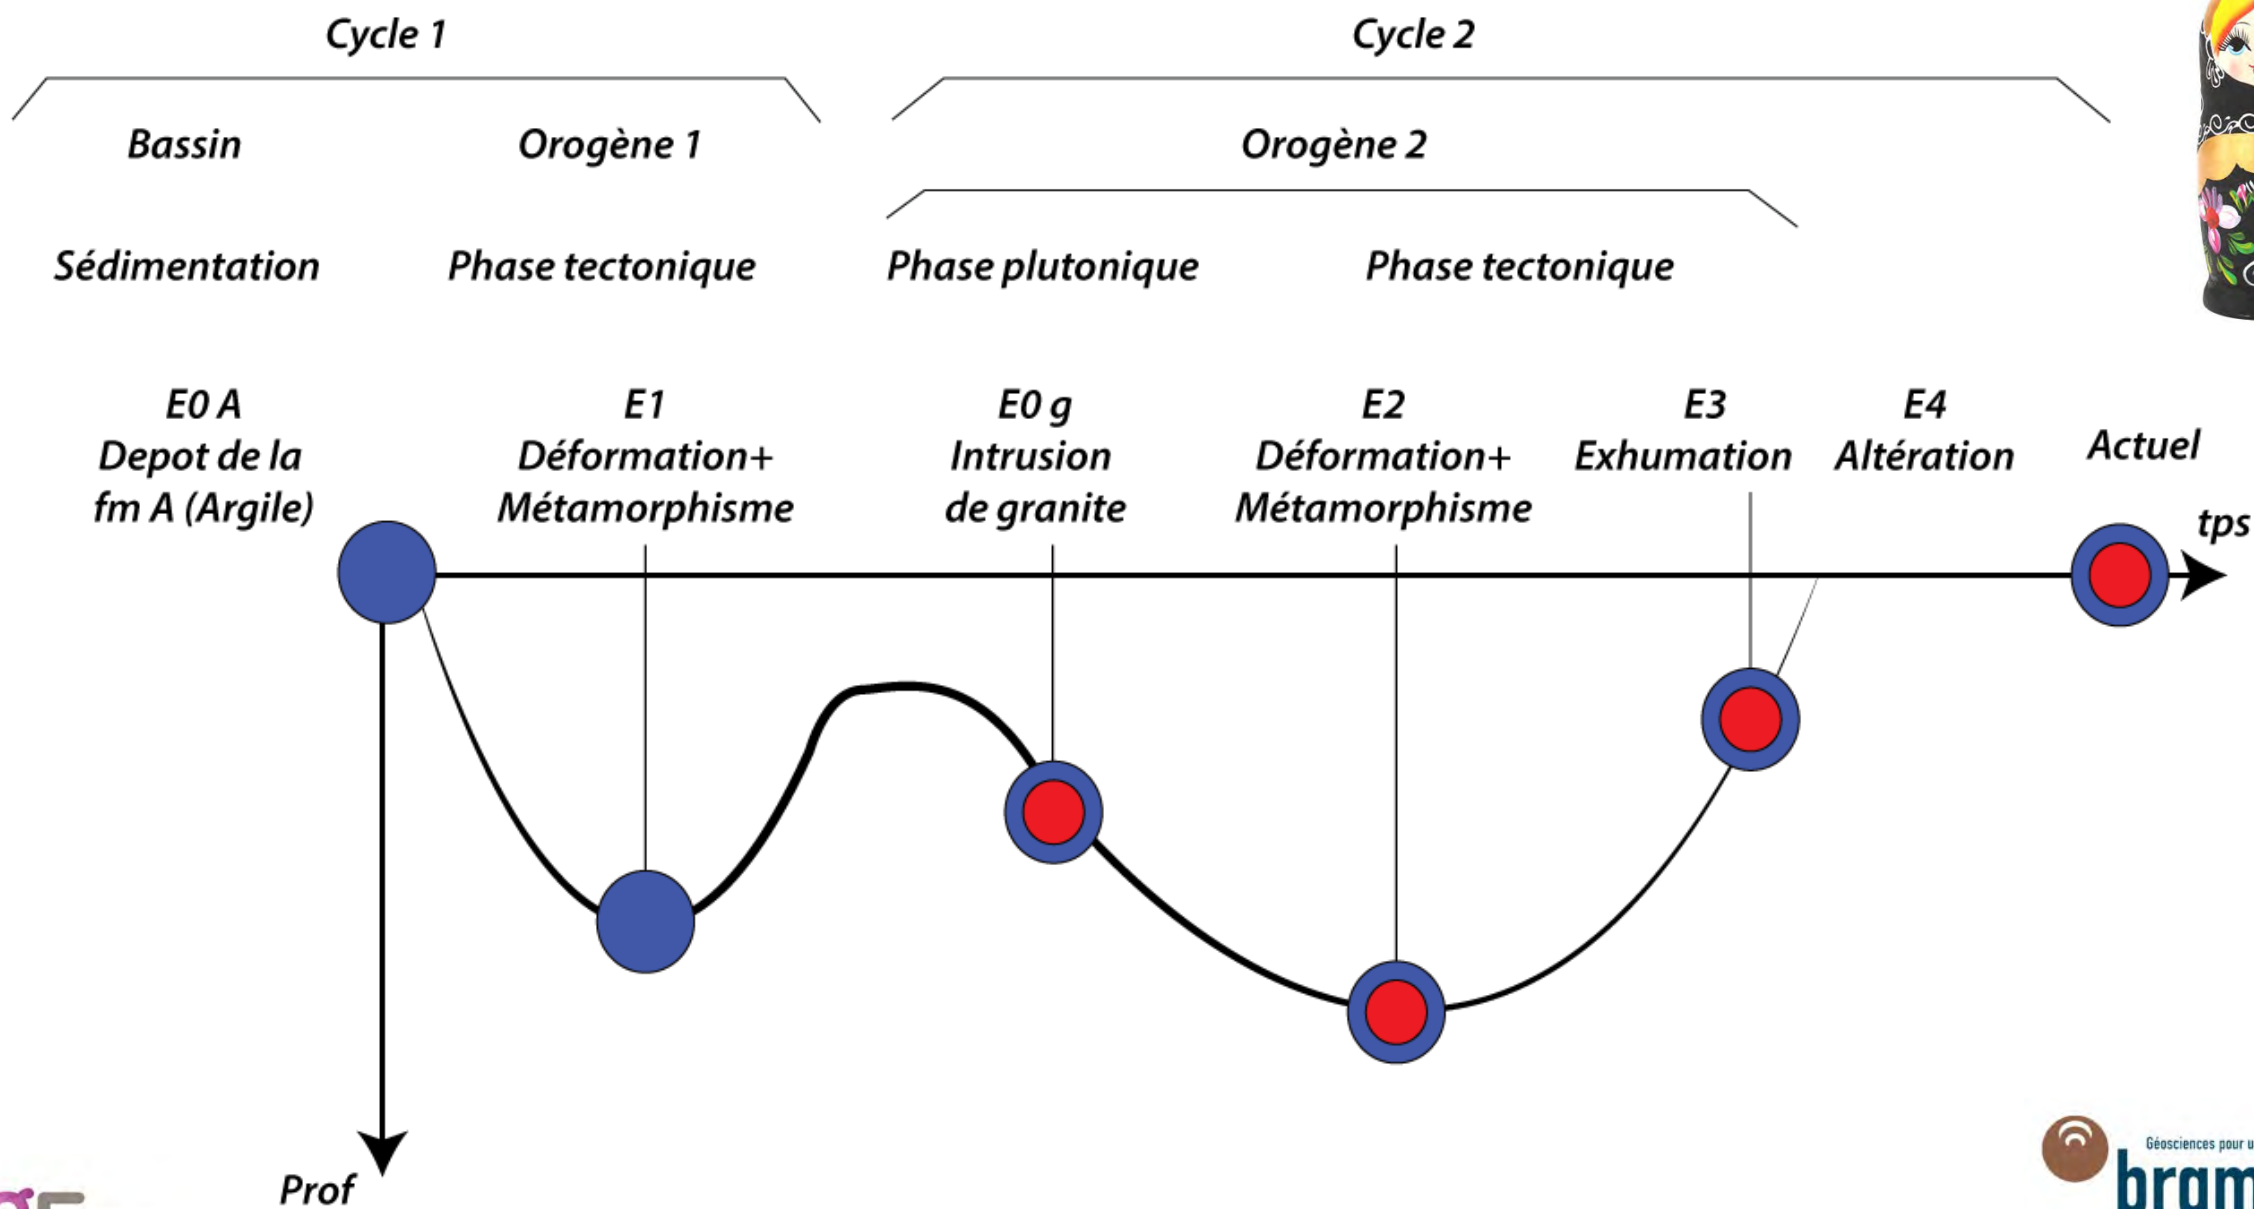 Cycle 1
Cycle 2
Bassin
Orogène 1
Orogène 2
Sédimentation
Phase tectonique
Phase plutonique
Phase tectonique
E0 A
Depot de la
fm A (Argile)
E1
Déformation+
Métamorphisme
E0 g
Intrusion
de granite
E2
Déformation+
Métamorphisme
E3
Exhumation
E4
Altération
Actuel
tps
Prof
Géosciences pour u
brgm